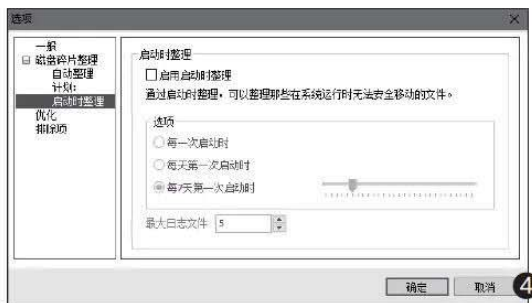 选项
一般
磁盘碎片整理
自动整理
计划:
启动时整理
优化
排除项
启动时整理
启用启动时整理
通过启动时整理，可以整理那些在系统运行时无法安全移动的文件。
选项
每一次启动时
每天第一次启动时
每7天第一次启动时
最大日志文件 5
确定 取消 4